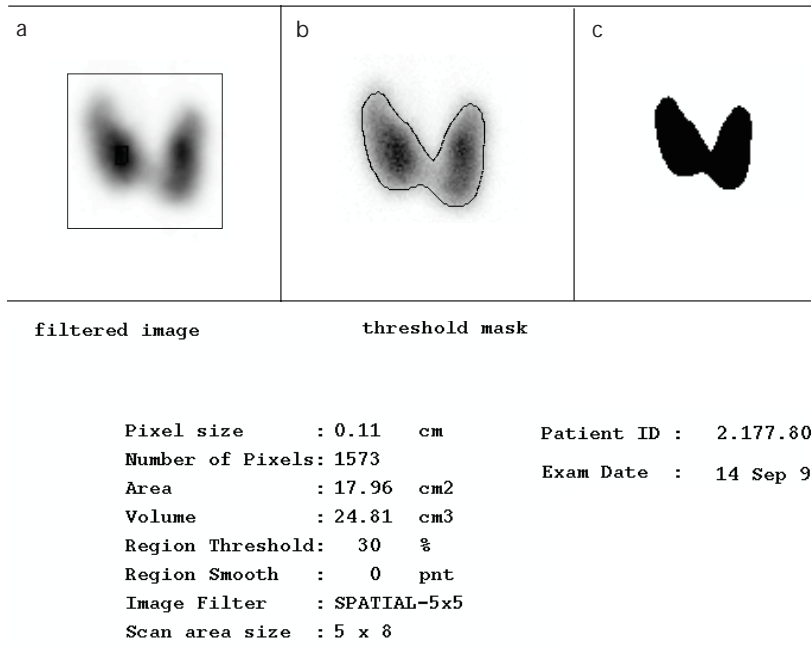 a b c
filtered image threshold mask
Pixel size : 0.11 cm
Number of Pixels: 1573
Area : 17.96 cm2
Volume : 24.81 cm3
Region Threshold: 30 %
Region Smooth : 0 pnt
Image Filter : SPATIAL-5x5
Scan area size : 5 x 8
Patient ID : 2.177.80
Exam Date : 14 Sep 9